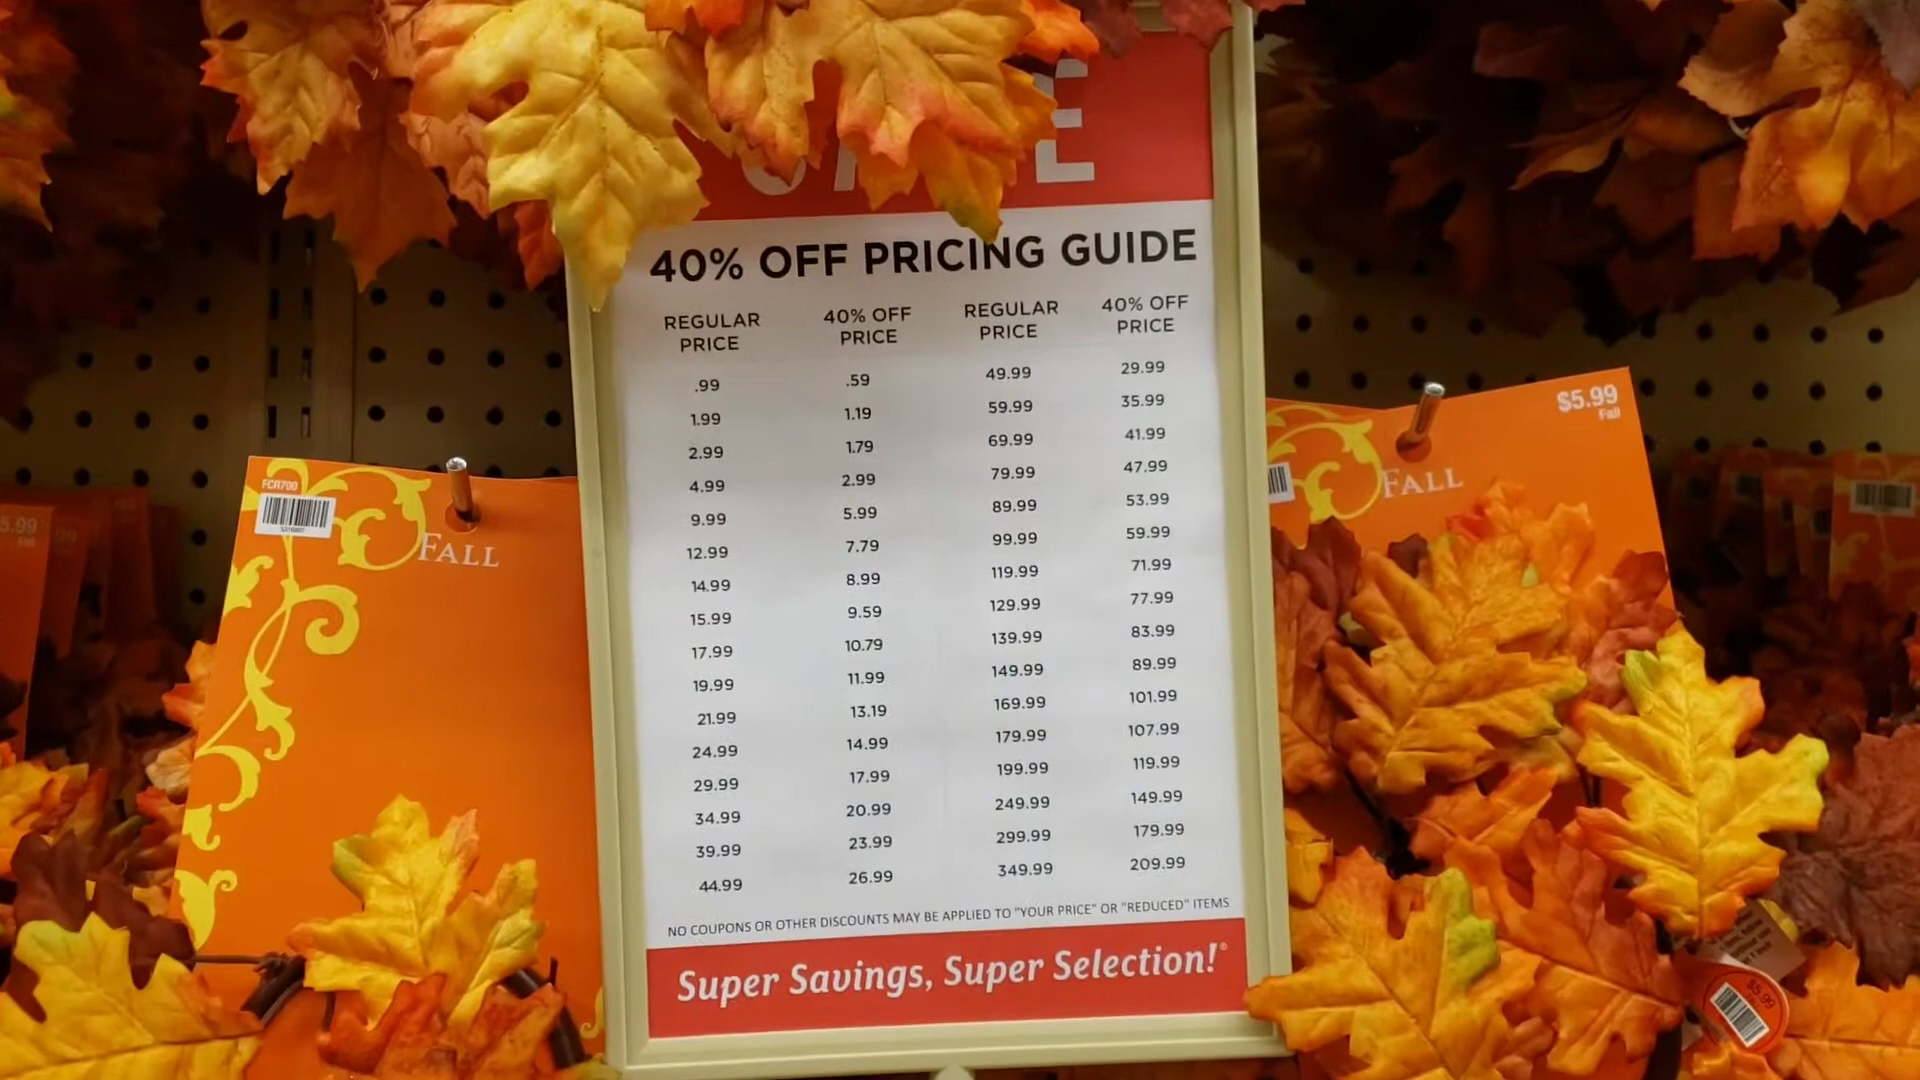 SALE
40% OFF PRICING GUIDE
REGULAR PRICE 40% OFF PRICE REGULAR PRICE 40% OFF PRICE
.99 .59 49.99 29.99
1.99 1.19 59.99 35.99
2.99 1.79 69.99 41.99
4.99 2.99 79.99 47.99
9.99 5.99 89.99 53.99
12.99 7.79 99.99 59.99
14.99 8.99 119.99 71.99
15.99 9.59 129.99 77.99
17.99 10.79 139.99 83.99
19.99 11.99 149.99 89.99
21.99 13.19 169.99 101.99
24.99 14.99 179.99 107.99
29.99 17.99 199.99 119.99
34.99 20.99 249.99 149.99
39.99 23.99 299.99 179.99
44.99 26.99 349.99 209.99
NO COUPONS OR OTHER DISCOUNTS MAY BE APPLIED TO "YOUR PRICE" OR "REDUCED" ITEMS
Super Savings, Super Selection!®
FCR700
FALL
5.99
$5.99
Fall
FALL
$5.99